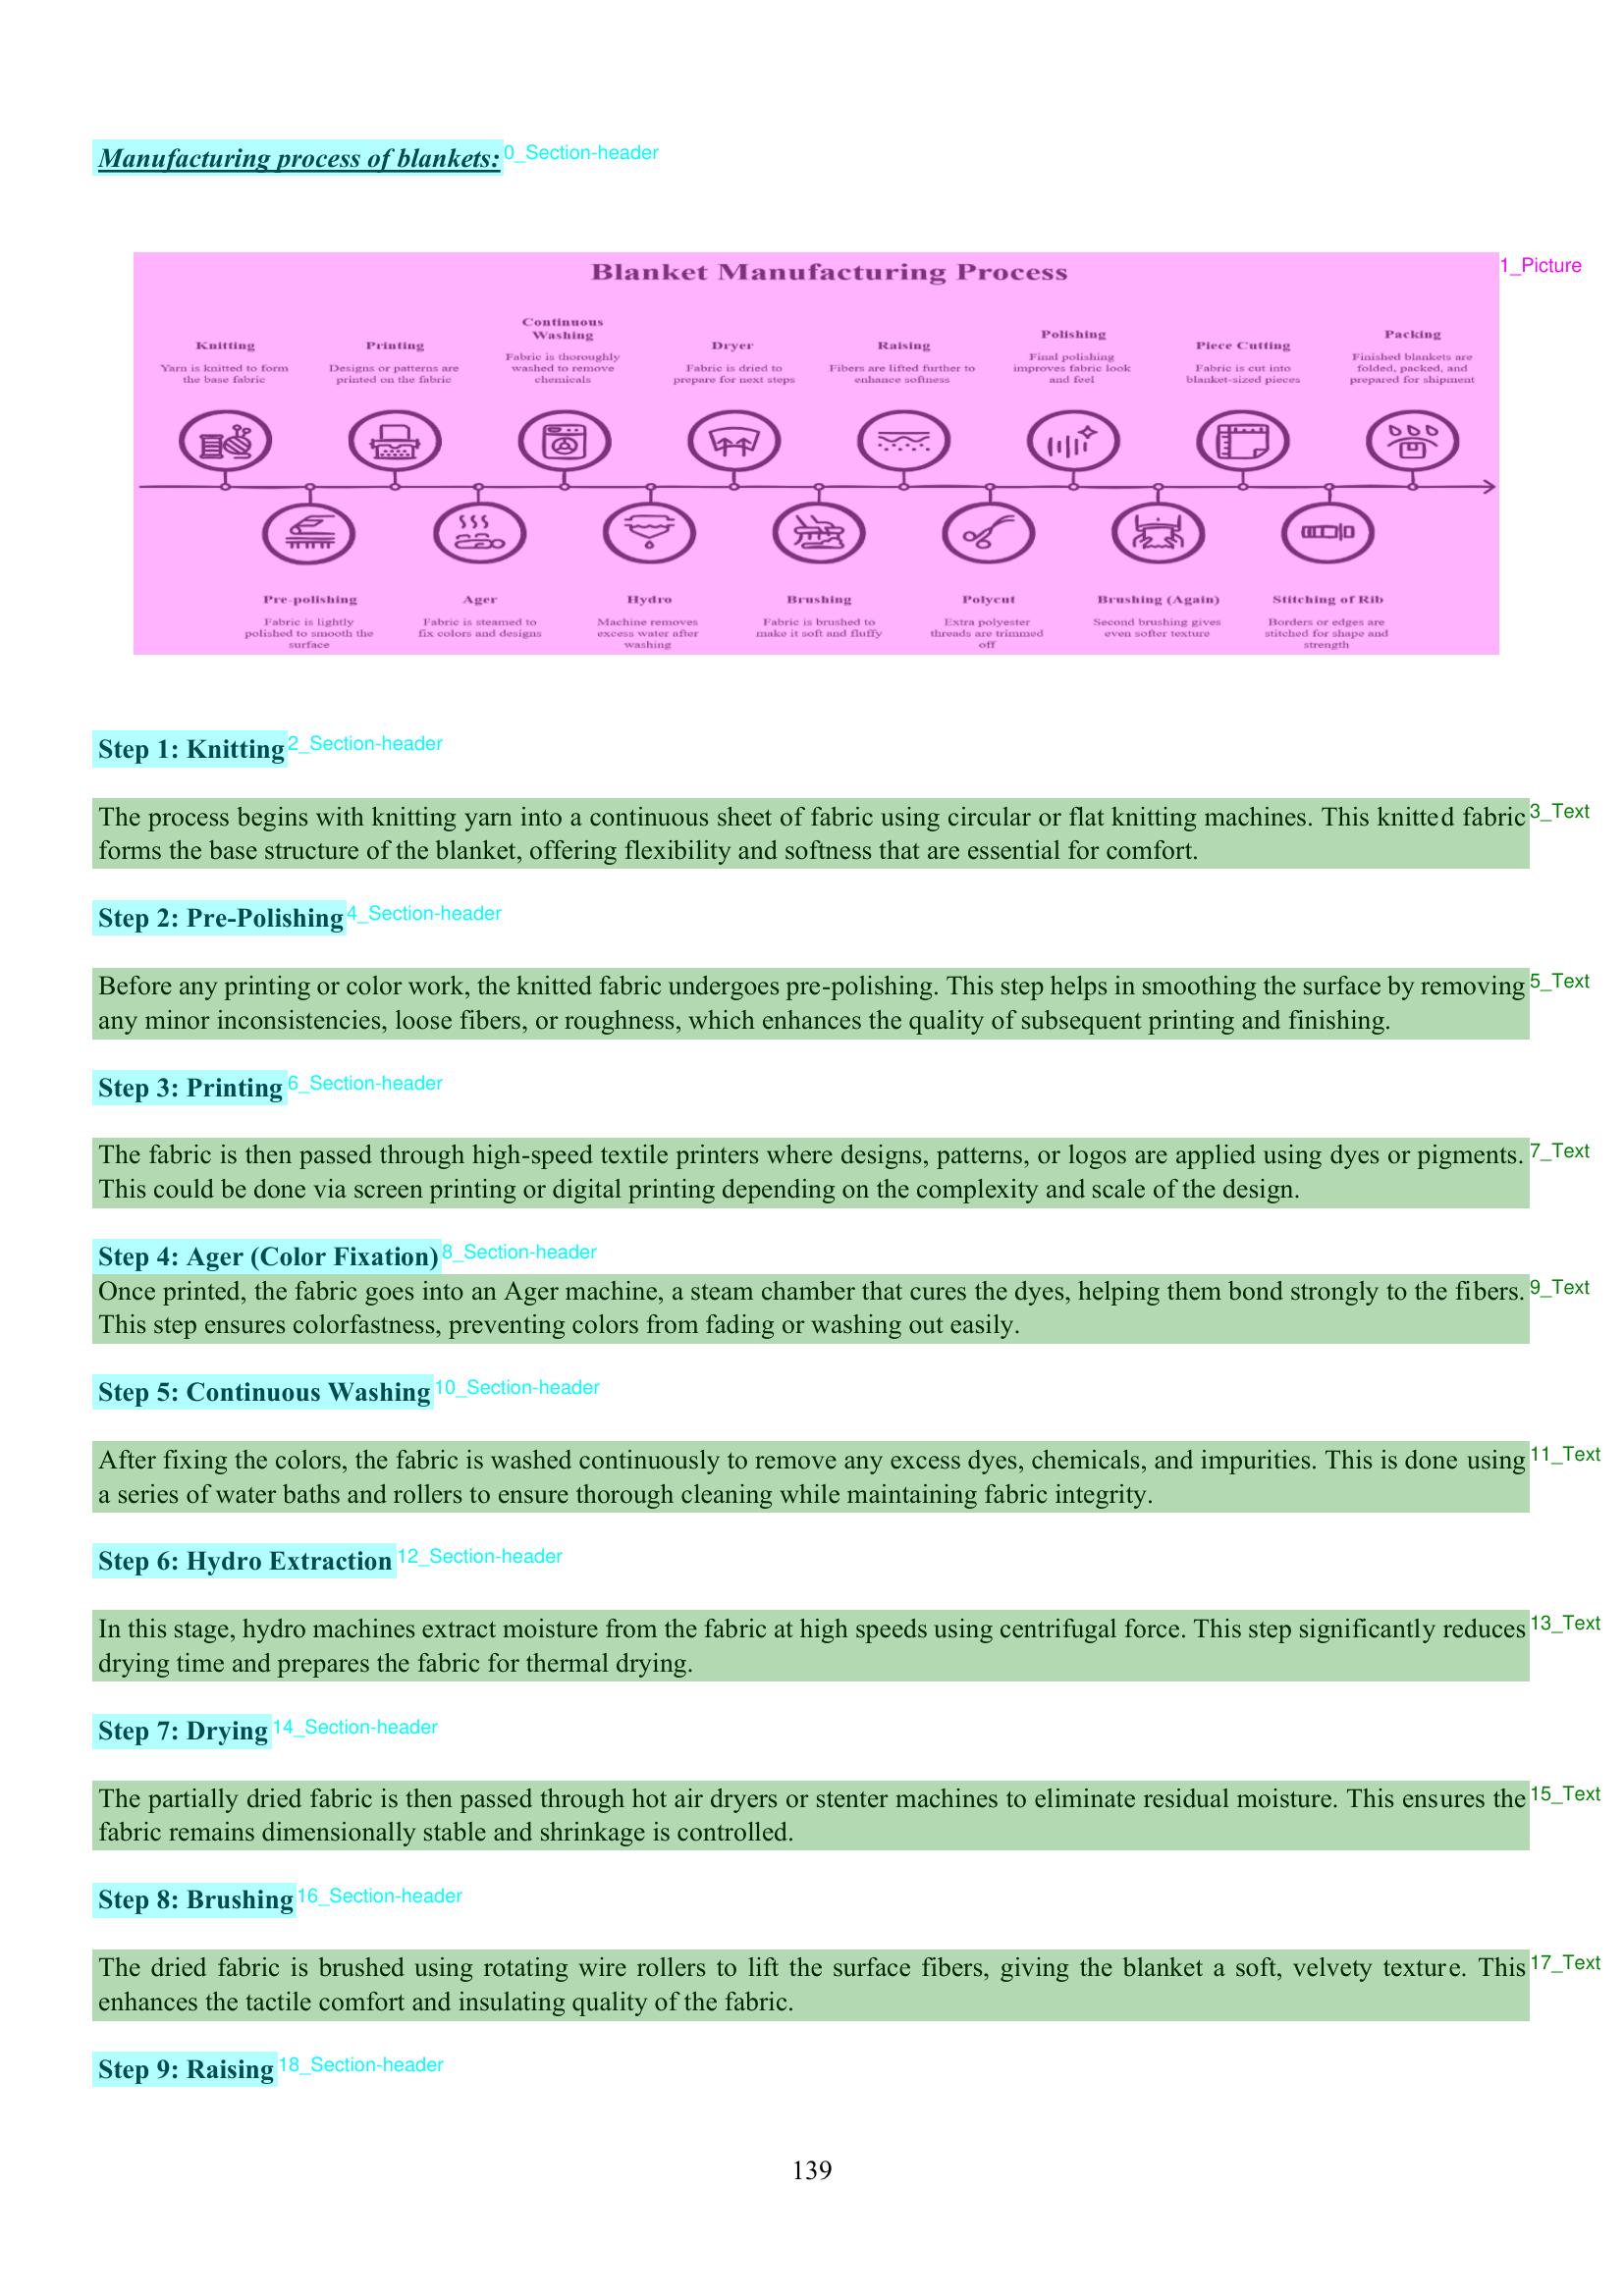 Manufacturing process of blankets:
0_Section-header
1_Picture
Blanket Manufacturing Process
Knitting
Yarn is knitted to form
the base fabric
Printing
Designs or patterns are
printed on the fabric
Continuous
Washing
Fabric is thoroughly
washed to remove
chemicals
Dryer
Fabric is dried to
prepare for next steps
Raising
Fibers are lifted further to
enhance softness
Polishing
Final polishing
improves fabric look
and feel
Piece Cutting
Fabric is cut into
blanket-sized pieces
Packing
Finished blankets are
folded, packed, and
prepared for shipment
Pre-polishing
Fabric is lightly
polished to smooth the
surface
Ager
Fabric is steamed to
fix colors and designs
Hydro
Machine removes
excess water after
washing
Brushing
Fabric is brushed to
make it soft and fluffy
Polycut
Extra polyester
threads are trimmed
off
Brushing (Again)
Second brushing gives
even softer texture
Stitching of Rib
Borders or edges are
stitched for shape and
strength
Step 1: Knitting
2_Section-header
The process begins with knitting yarn into a continuous sheet of fabric using circular or flat knitting machines. This knitted fabric
3_Text
forms the base structure of the blanket, offering flexibility and softness that are essential for comfort.
Step 2: Pre-Polishing
4_Section-header
Before any printing or color work, the knitted fabric undergoes pre-polishing. This step helps in smoothing the surface by removing
5_Text
any minor inconsistencies, loose fibers, or roughness, which enhances the quality of subsequent printing and finishing.
Step 3: Printing
6_Section-header
The fabric is then passed through high-speed textile printers where designs, patterns, or logos are applied using dyes or pigments.
7_Text
This could be done via screen printing or digital printing depending on the complexity and scale of the design.
Step 4: Ager (Color Fixation)
8_Section-header
Once printed, the fabric goes into an Ager machine, a steam chamber that cures the dyes, helping them bond strongly to the fibers.
9_Text
This step ensures colorfastness, preventing colors from fading or washing out easily.
Step 5: Continuous Washing
10_Section-header
After fixing the colors, the fabric is washed continuously to remove any excess dyes, chemicals, and impurities. This is done using
11_Text
a series of water baths and rollers to ensure thorough cleaning while maintaining fabric integrity.
Step 6: Hydro Extraction
12_Section-header
In this stage, hydro machines extract moisture from the fabric at high speeds using centrifugal force. This step significantly reduces
13_Text
drying time and prepares the fabric for thermal drying.
Step 7: Drying
14_Section-header
The partially dried fabric is then passed through hot air dryers or stenter machines to eliminate residual moisture. This ensures the
15_Text
fabric remains dimensionally stable and shrinkage is controlled.
Step 8: Brushing
16_Section-header
The dried fabric is brushed using rotating wire rollers to lift the surface fibers, giving the blanket a soft, velvety texture. This
17_Text
enhances the tactile comfort and insulating quality of the fabric.
Step 9: Raising
18_Section-header
139